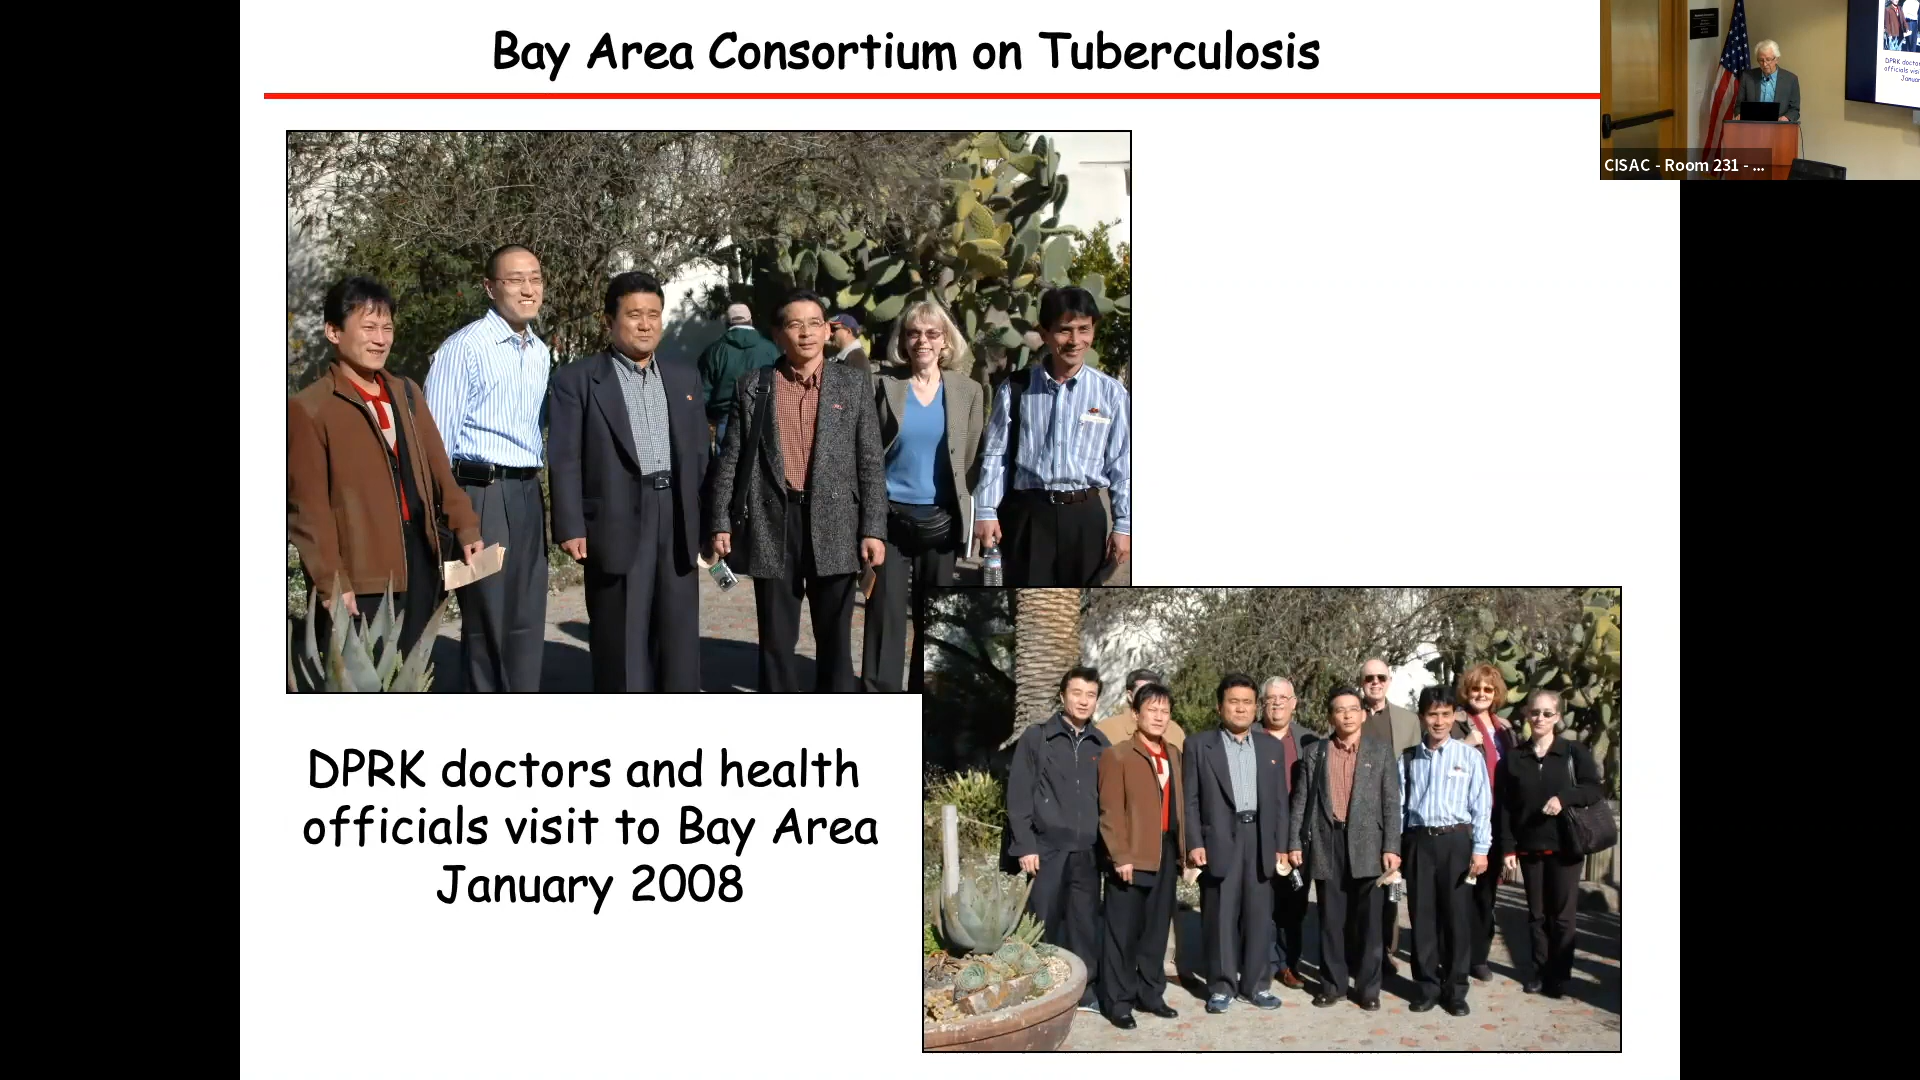 Bay Area Consortium on Tuberculosis
CISAC - Room 231 - ...
DPRK doctors and health
officials visit to Bay Area
January 2008